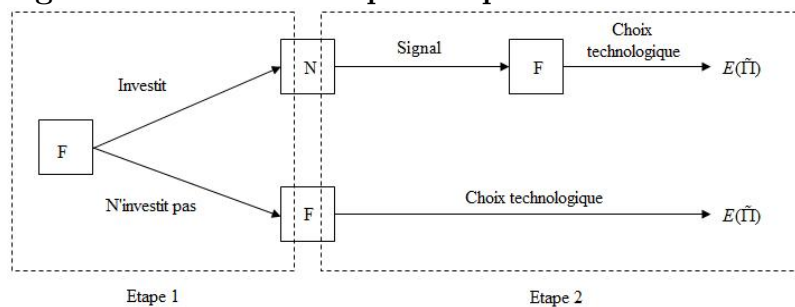 Choix
technologique
Signal
N
F
E(Π̃)
Investit
F
N'investit pas
Choix technologique
F
E(Π̃)
Etape 1
Etape 2